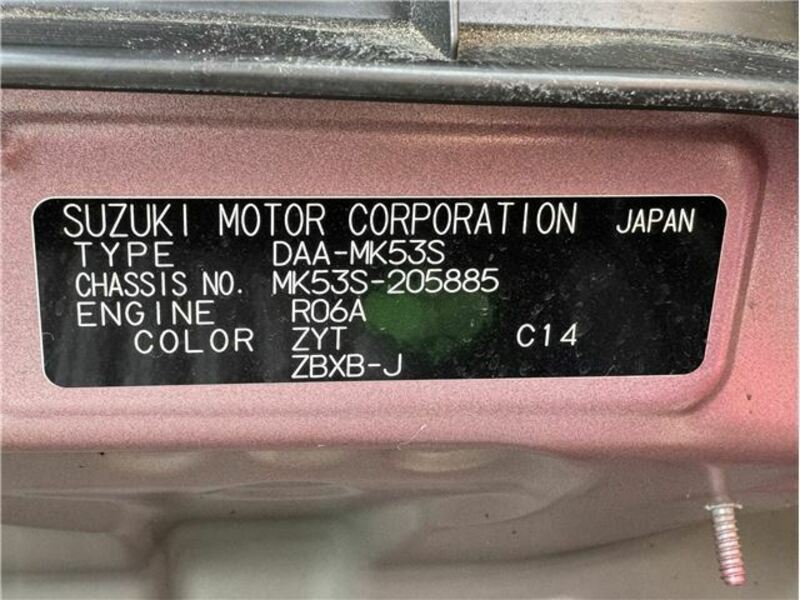 SUZUKI MOTOR CORPORATION JAPAN
TYPE DAA-MK53S
CHASSIS NO. MK53S-205885
ENGINE R06A
COLOR ZYT C14
ZBXB-J